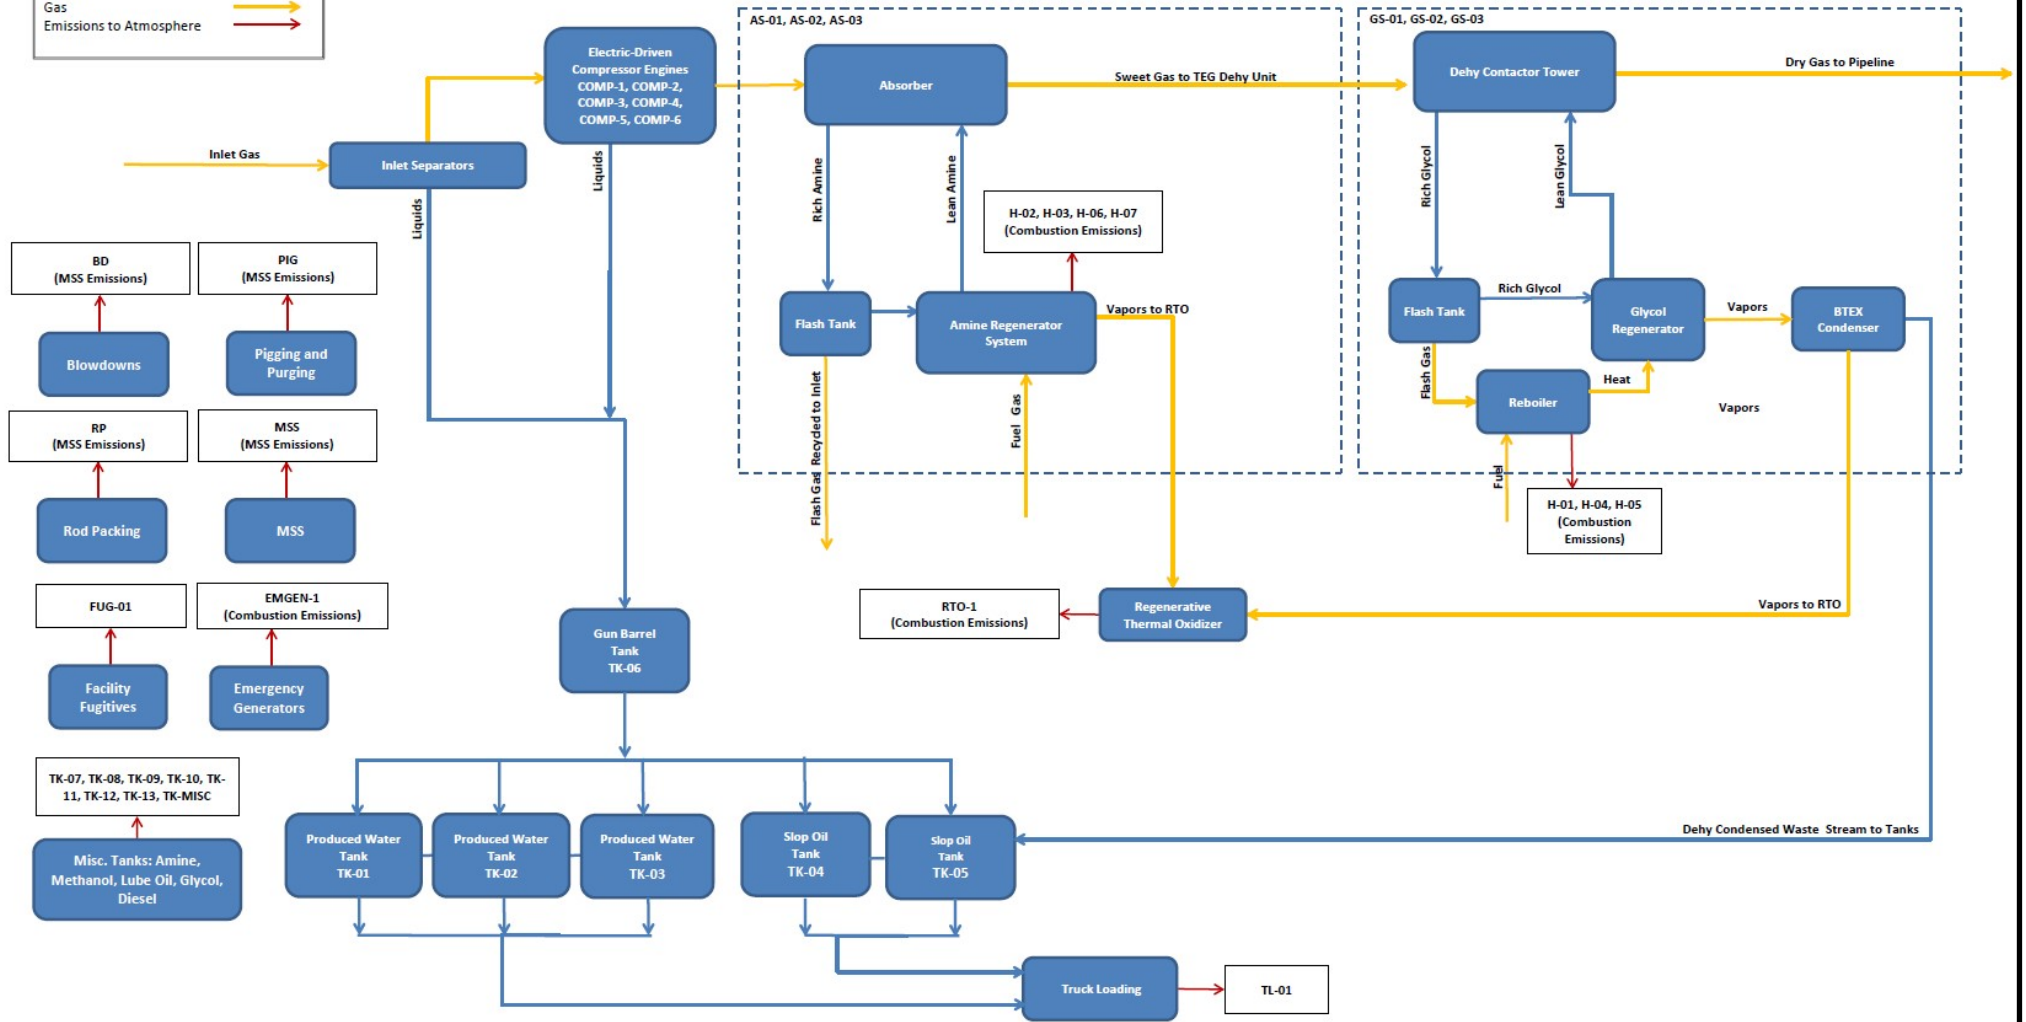 Gas
Emissions to Atmosphere
AS-01, AS-02, AS-03
GS-01, GS-02, GS-03
Electric-Driven
Compressor Engines
COMP-1, COMP-2,
COMP-3, COMP-4,
COMP-5, COMP-6
Absorber
Sweet Gas to TEG Dehy Unit
Dehy Contactor Tower
Dry Gas to Pipeline
Inlet Gas
Inlet Separators
Liquids
Liquids
Rich Amine
Lean Amine
H-02, H-03, H-06, H-07
(Combustion Emissions)
Rich Glycol
Lean Glycol
BD
(MSS Emissions)
PIG
(MSS Emissions)
Blowdowns
Pigging and
Purging
Flash Tank
Amine Regenerator
System
Vapors to RTO
Flash Tank
Rich Glycol
Glycol
Regenerator
Vapors
BTEX
Condenser
Flash Gas
Reboiler
Heat
Vapors
Flash Gas Recycled to Inlet
Fuel Gas
Fuel
RP
(MSS Emissions)
MSS
(MSS Emissions)
Rod Packing
MSS
H-01, H-04, H-05
(Combustion
Emissions)
FUG-01
EMGEN-1
(Combustion Emissions)
Facility
Fugitives
Emergency
Generators
Gun Barrel
Tank
TK-06
RTO-1
(Combustion Emissions)
Regenerative
Thermal Oxidizer
Vapors to RTO
TK-07, TK-08, TK-09, TK-10, TK-
11, TK-12, TK-13, TK-MISC
Misc. Tanks: Amine,
Methanol, Lube Oil, Glycol,
Diesel
Produced Water
Tank
TK-01
Produced Water
Tank
TK-02
Produced Water
Tank
TK-03
Slop Oil
Tank
TK-04
Slop Oil
Tank
TK-05
Dehy Condensed Waste Stream to Tanks
Truck Loading
TL-01